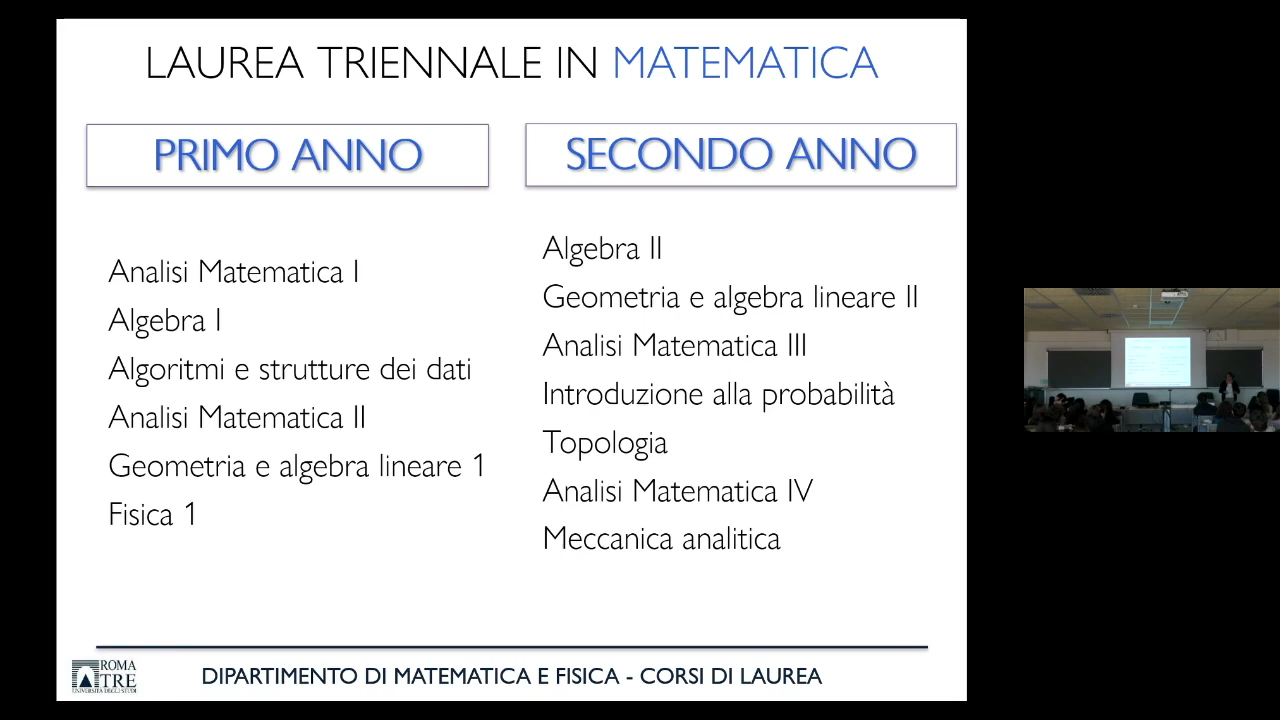 LAUREA TRIENNALE IN MATEMATICA
PRIMO ANNO
Analisi Matematica I
Algebra I
Algoritmi e strutture dei dati
Analisi Matematica II
Geometria e algebra lineare 1
Fisica 1
SECONDO ANNO
Algebra II
Geometria e algebra lineare II
Analisi Matematica III
Introduzione alla probabilità
Topologia
Analisi Matematica IV
Meccanica analitica
ROMA
TRE
UNIVERSITÀ DEGLI STUDI
DIPARTIMENTO DI MATEMATICA E FISICA - CORSI DI LAUREA